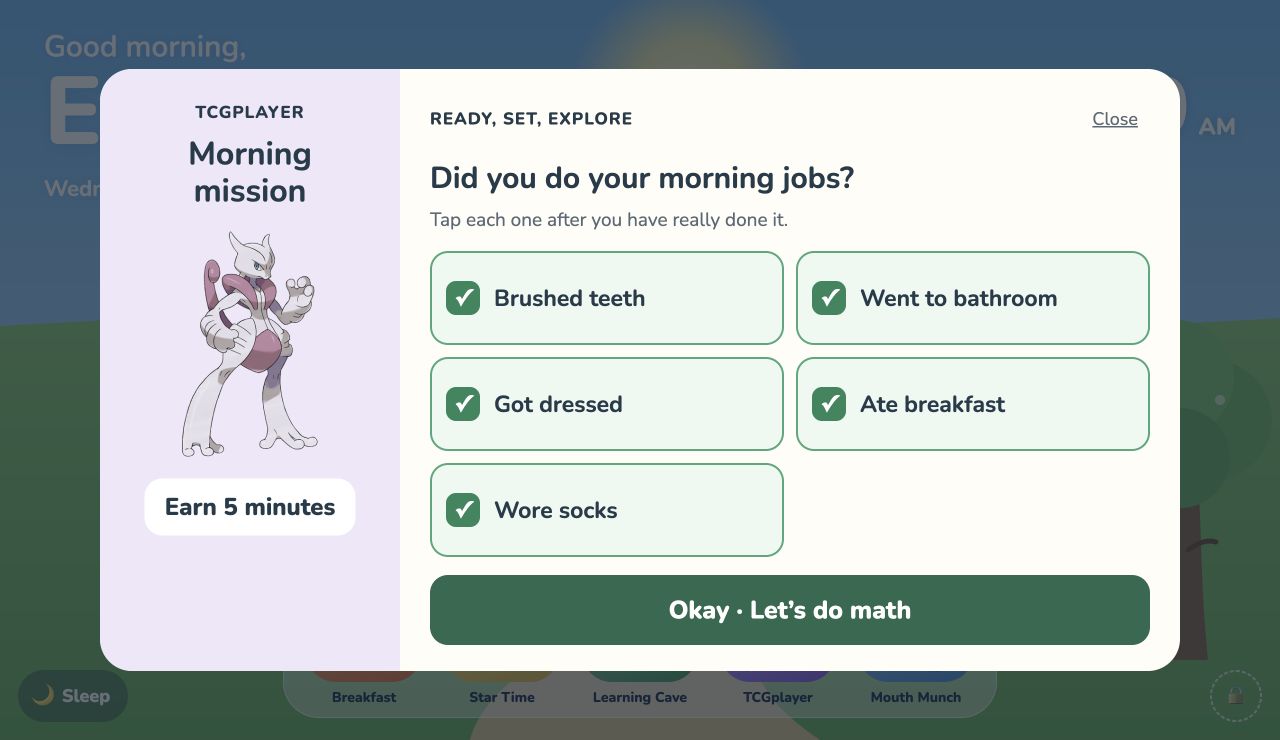 Good morning,
E
AM
Wedn
TCGPLAYER
Morning
mission
Earn 5 minutes
READY, SET, EXPLORE
Close
Did you do your morning jobs?
Tap each one after you have really done it.
Brushed teeth
Went to bathroom
Got dressed
Ate breakfast
Wore socks
Okay · Let’s do math
Sleep
Breakfast
Star Time
Learning Cave
TCGplayer
Mouth Munch